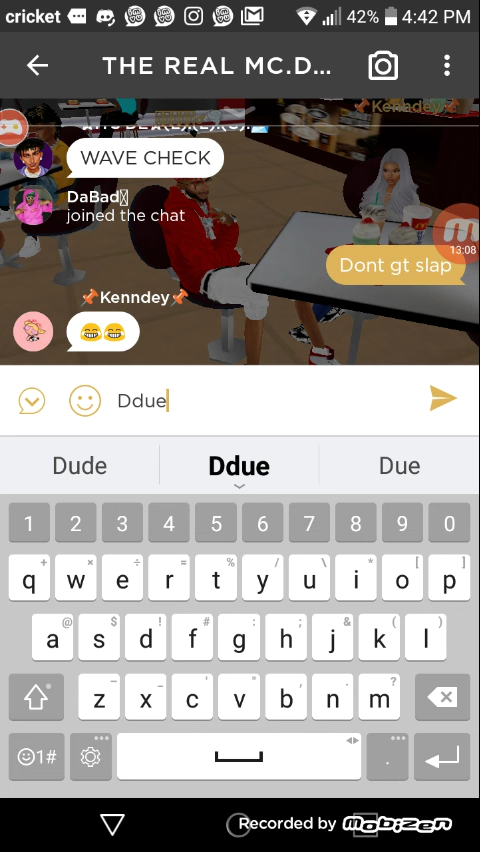 cricket 42% 4:42 PM
THE REAL MC.D...
📌Kenndey📌
WAVE CHECK
DaBad
joined the chat
13:08
Dont gt slap
📌Kenndey📌
😂😂
Ddue
Dude Ddue Due
1 2 3 4 5 6 7 8 9 0
+ × ÷ = % / \ * [ ]
q w e r t y u i o p
@ $ ! # : ; & ( )
a s d f g h j k l
z x c v b n m
☺1# .
Recorded by mobizen